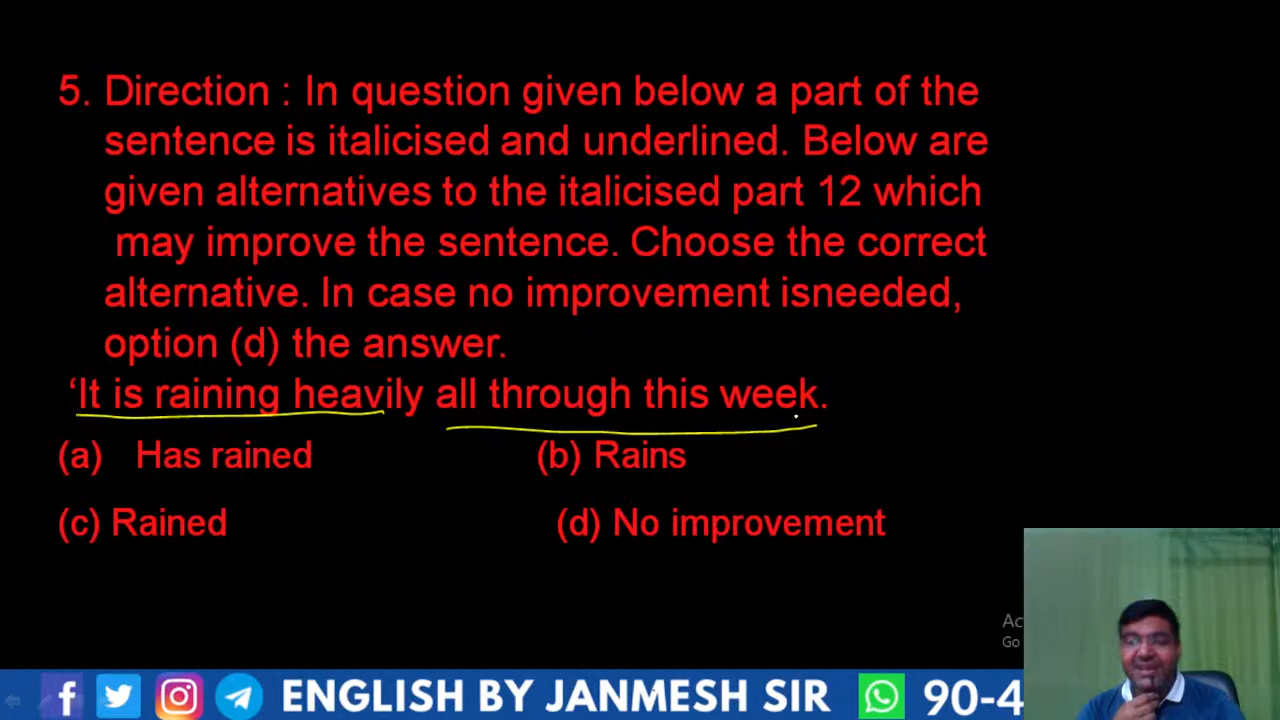 5. Direction : In question given below a part of the
sentence is italicised and underlined. Below are
given alternatives to the italicised part 12 which
may improve the sentence. Choose the correct
alternative. In case no improvement isneeded,
option (d) the answer.
‘It is raining heavily all through this week.
(a) Has rained (b) Rains
(c) Rained (d) No improvement
Ac
Go
ENGLISH BY JANMESH SIR 90-4